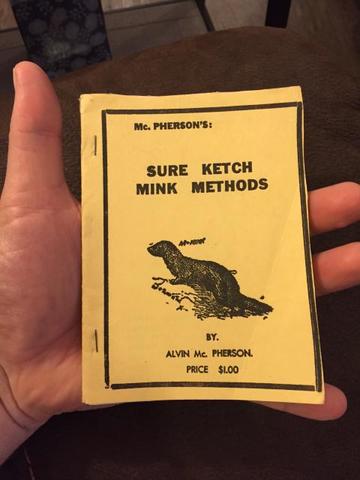 Mc. PHERSON'S:
SURE KETCH
MINK METHODS
BY.
ALVIN Mc. PHERSON.
PRICE $1.00